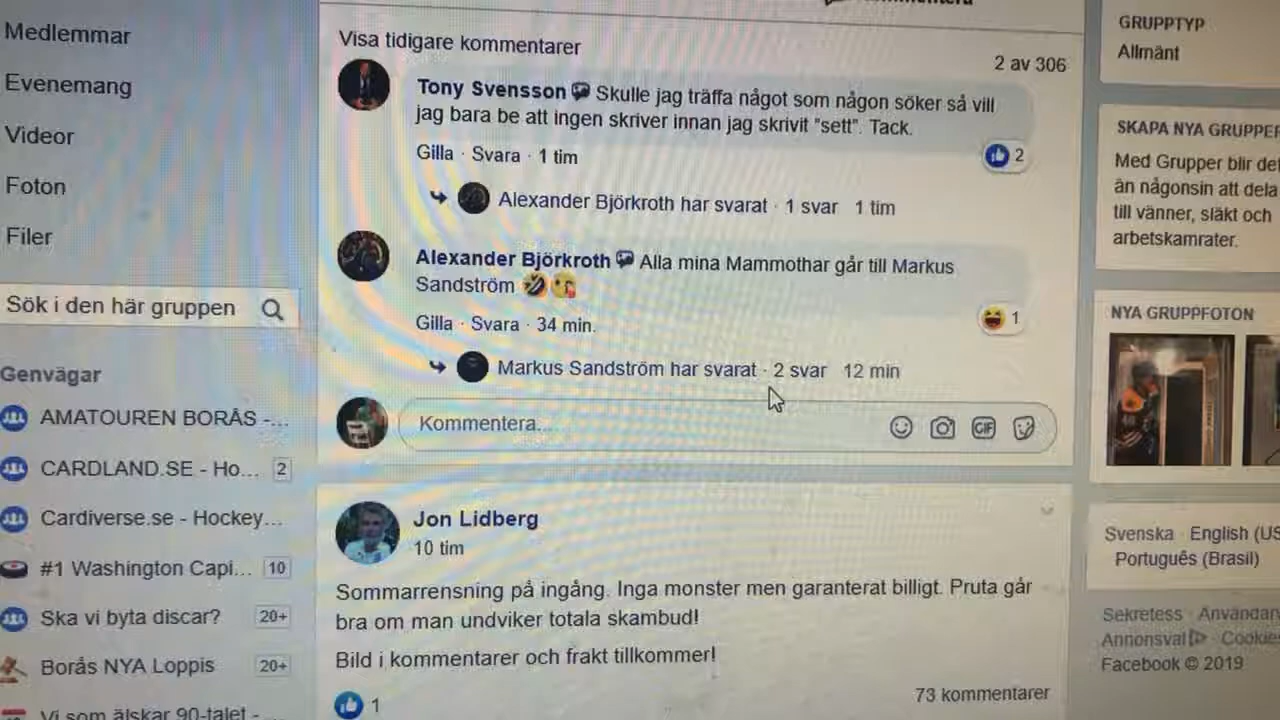 Medlemmar
Evenemang
Videor
Foton
Filer
Sök i den här gruppen
Genvägar
AMATOUREN BORÅS -...
CARDLAND.SE - Ho... 2
Cardiverse.se - Hockey...
#1 Washington Capi... 10
Ska vi byta discar? 20+
Borås NYA Loppis 20+
Vi som älskar 90-talet -...
Visa tidigare kommentarer
2 av 306
Tony Svensson Skulle jag träffa något som någon söker så vill
jag bara be att ingen skriver innan jag skrivit "sett". Tack.
Gilla · Svara · 1 tim
2
Alexander Björkroth har svarat · 1 svar 1 tim
Alexander Björkroth Alla mina Mammothar går till Markus
Sandström 🤣😘
Gilla · Svara · 34 min.
1
Markus Sandström har svarat · 2 svar 12 min
Kommentera...
GIF
Jon Lidberg
10 tim
Sommarrensning på ingång. Inga monster men garanterat billigt. Pruta går
bra om man undviker totala skambud!
Bild i kommentarer och frakt tillkommer!
1
73 kommentarer
GRUPPTYP
Allmänt
SKAPA NYA GRUPPER
Med Grupper blir det
än någonsin att dela
till vänner, släkt och
arbetskamrater.
NYA GRUPPFOTON
Svenska · English (US
Português (Brasil)
Sekretess · Användar
Annonsval · Cookies
Facebook © 2019